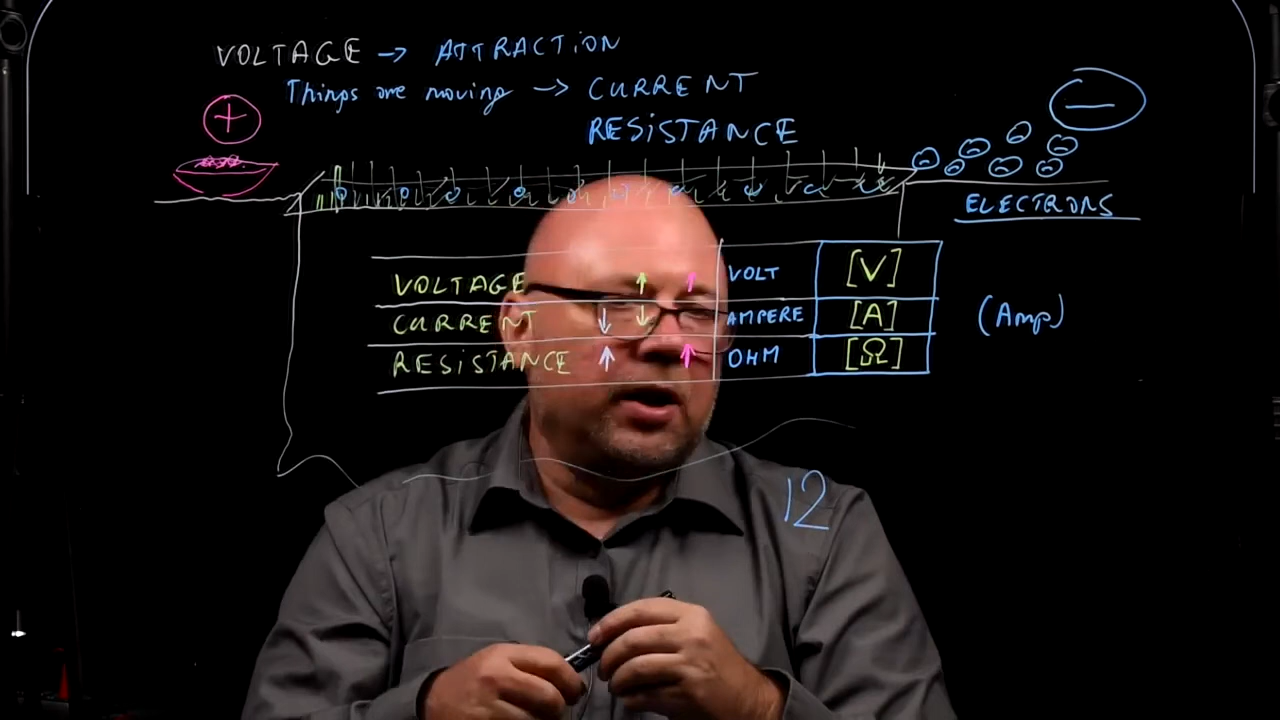 VOLTAGE → ATTRACTION
Things are moving → CURRENT
RESiSTANCE
+
−
ELECTRONS
VOLTAGE ↑ ↑ VOLT [V]
CURRENT ↓ ↓ AMPERE [A] (Amp)
RESiSTANCE ↑ ↑ OHM [Ω]
12